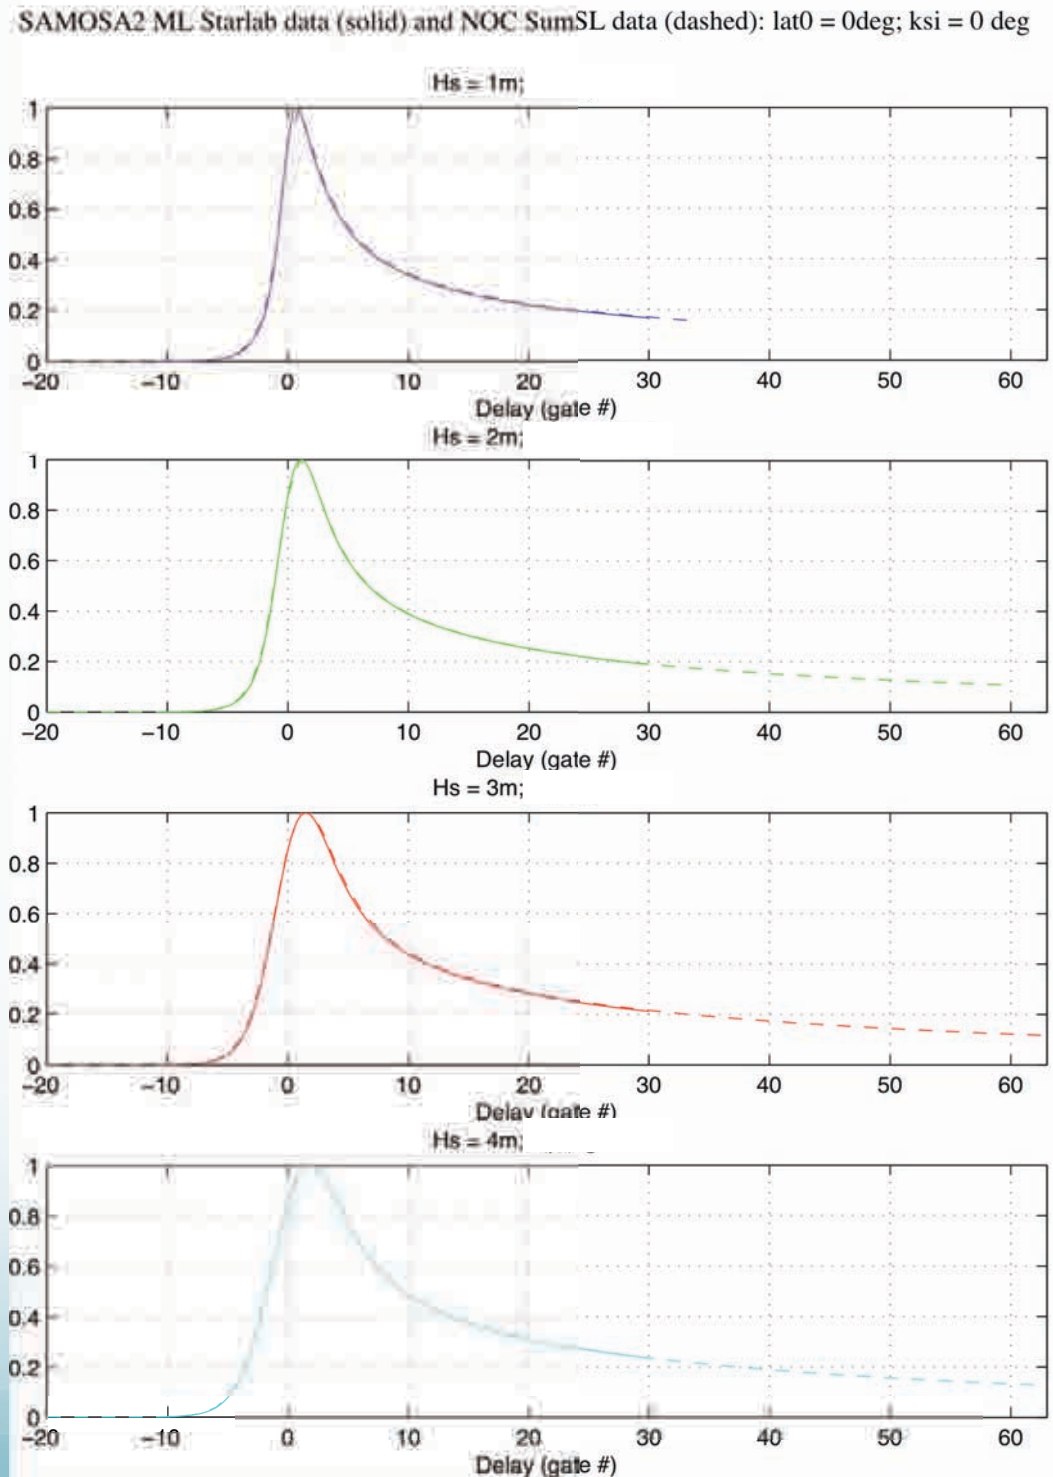 SAMOSA2 ML Starlab data (solid) and NOC SumSL data (dashed): lat0 = 0deg; ksi = 0 deg
Hs = 1m;
1
0.8
0.6
0.4
0.2
0
−20 −10 0 10 20 30 40 50 60
Delay (gate #)
Hs = 2m;
1
0.8
0.6
0.4
0.2
0
−20 −10 0 10 20 30 40 50 60
Delay (gate #)
Hs = 3m;
1
0.8
0.6
0.4
0.2
0
−20 −10 0 10 20 30 40 50 60
Delay (gate #)
Hs = 4m;
1
0.8
0.6
0.4
0.2
0
−20 −10 0 10 20 30 40 50 60
Delay (gate #)